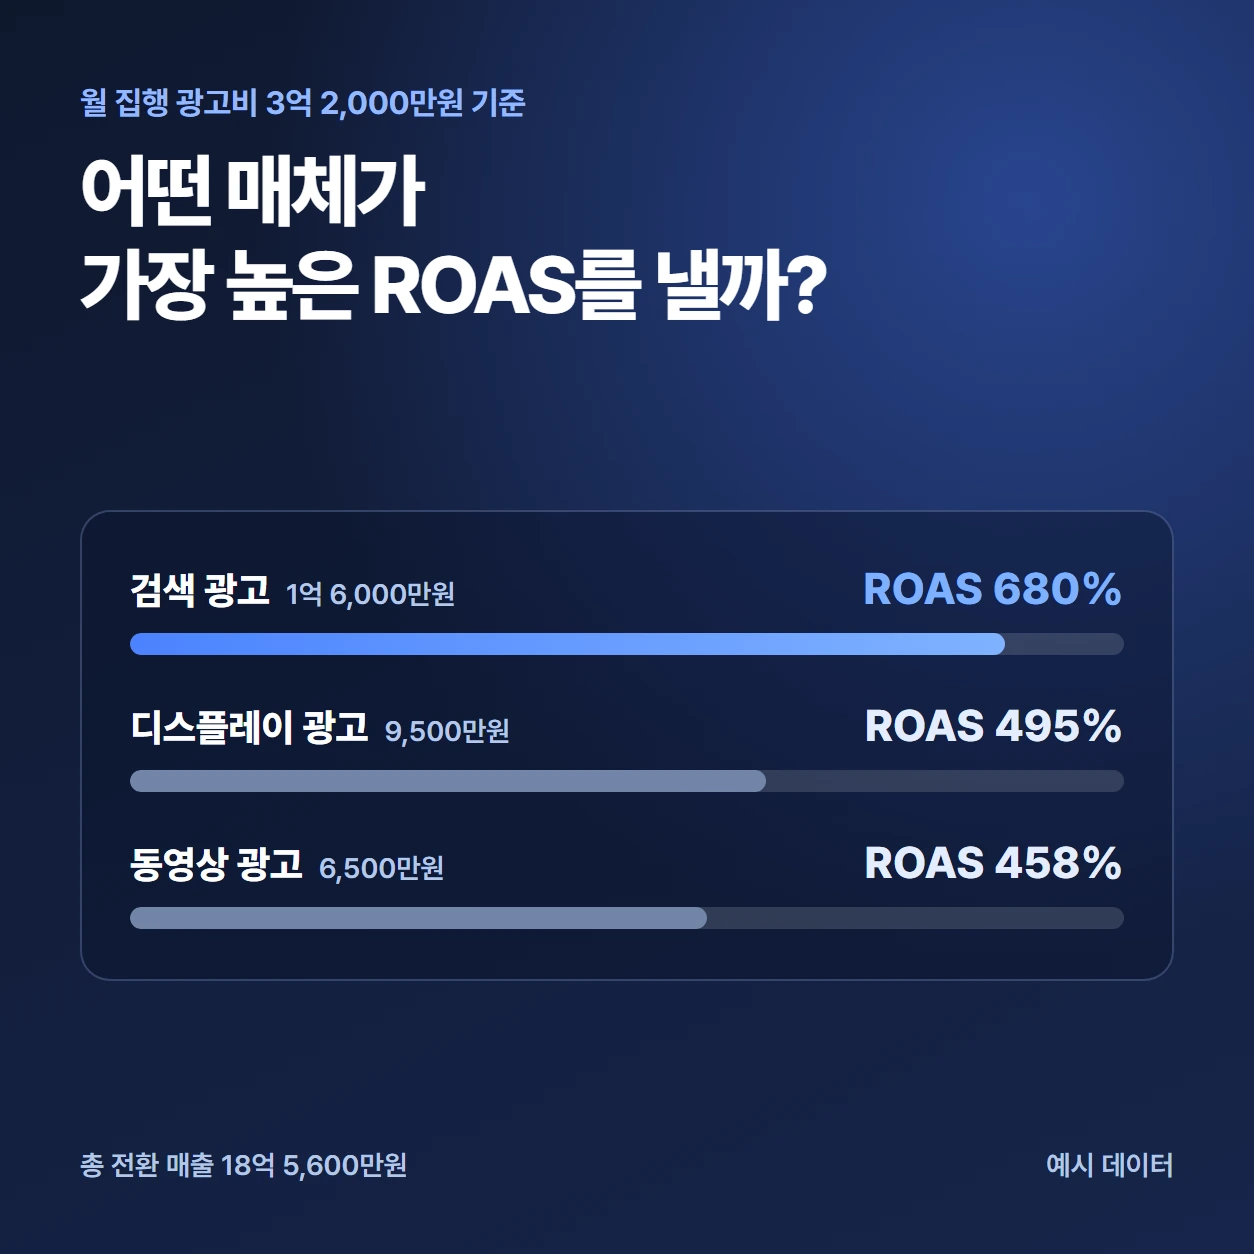 월 집행 광고비 3억 2,000만원 기준
어떤 매체가
가장 높은 ROAS를 낼까?
검색 광고 1억 6,000만원 ROAS 680%
디스플레이 광고 9,500만원 ROAS 495%
동영상 광고 6,500만원 ROAS 458%
총 전환 매출 18억 5,600만원 예시 데이터